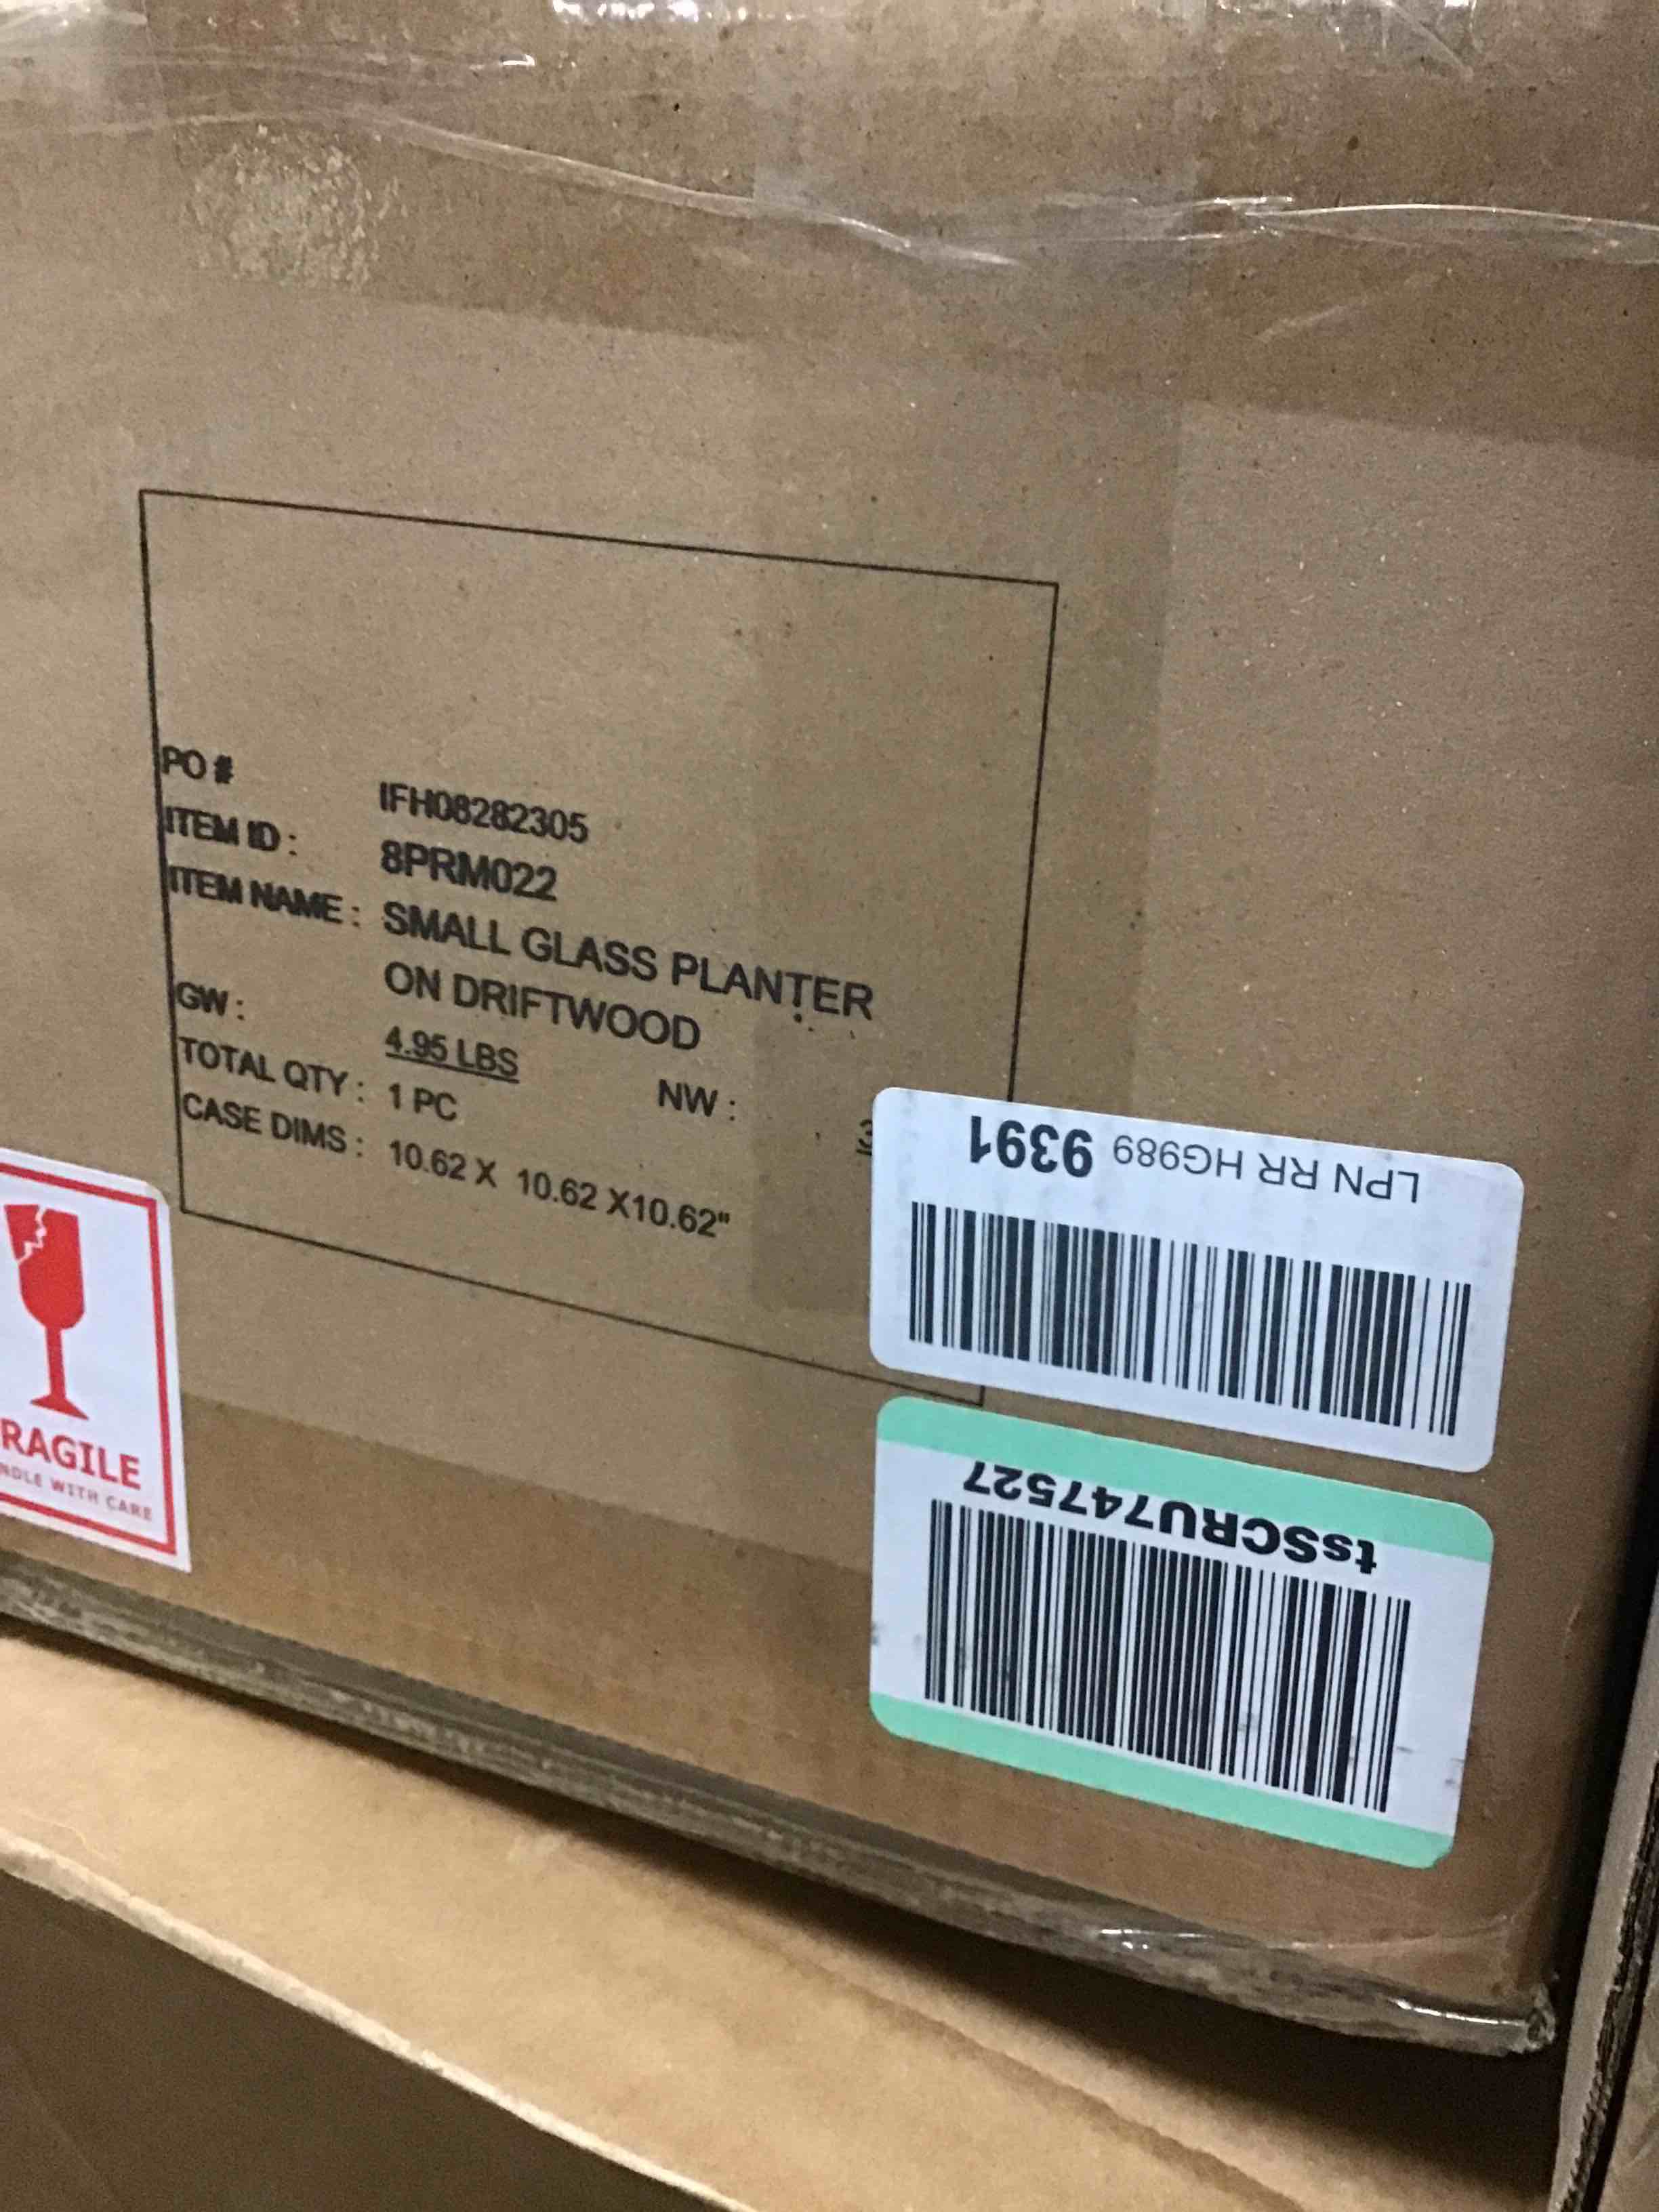 PO # IFH08282305
ITEM ID : 8PRM022
ITEM NAME : SMALL GLASS PLANTER
ON DRIFTWOOD
GW : 4.95 LBS NW : 3
TOTAL QTY : 1 PC
CASE DIMS : 10.62 X 10.62 X10.62"
LPN RR HG989 9391
tsSCRU747527
RAGILE
NDLE WITH CARE